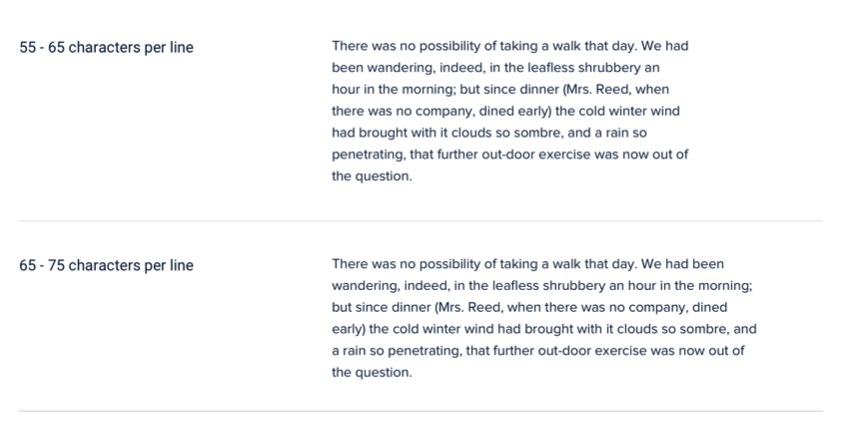 55 - 65 characters per line
There was no possibility of taking a walk that day. We had
been wandering, indeed, in the leafless shrubbery an
hour in the morning; but since dinner (Mrs. Reed, when
there was no company, dined early) the cold winter wind
had brought with it clouds so sombre, and a rain so
penetrating, that further out-door exercise was now out of
the question.
65 - 75 characters per line
There was no possibility of taking a walk that day. We had been
wandering, indeed, in the leafless shrubbery an hour in the morning;
but since dinner (Mrs. Reed, when there was no company, dined
early) the cold winter wind had brought with it clouds so sombre, and
a rain so penetrating, that further out-door exercise was now out of
the question.